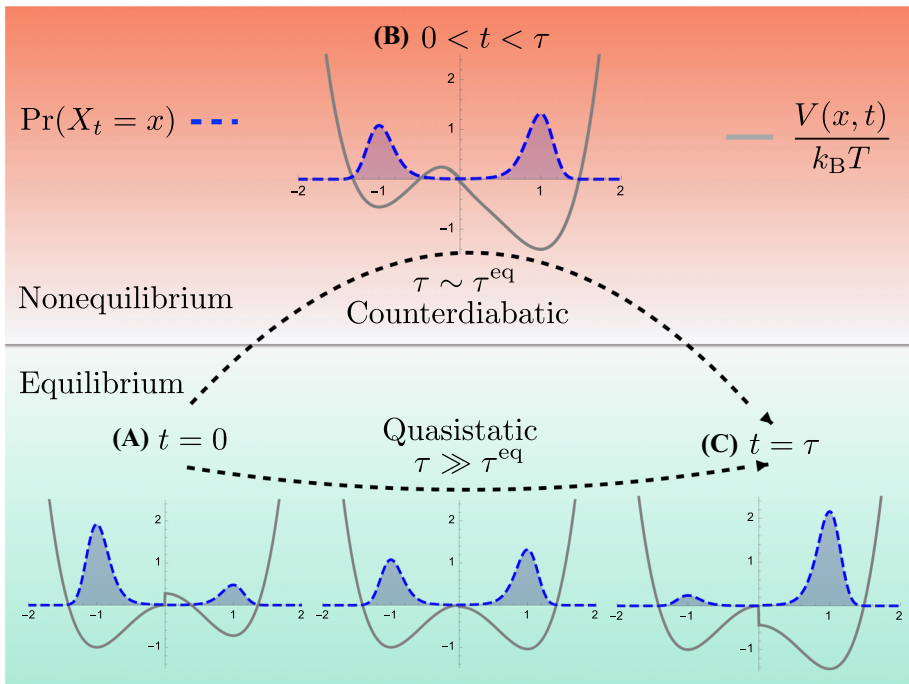 (B) 0 < t < τ
Pr(X_t = x)
V(x, t)
k_B T
2
1
−2
−1
1
2
−1
τ ∼ τ^eq
Counterdiabatic
Nonequilibrium
Equilibrium
(A) t = 0
Quasistatic
τ ≫ τ^eq
(C) t = τ
2
1
−2
−1
1
2
−1
2
1
−2
−1
1
2
−1
2
1
−2
−1
1
2
−1